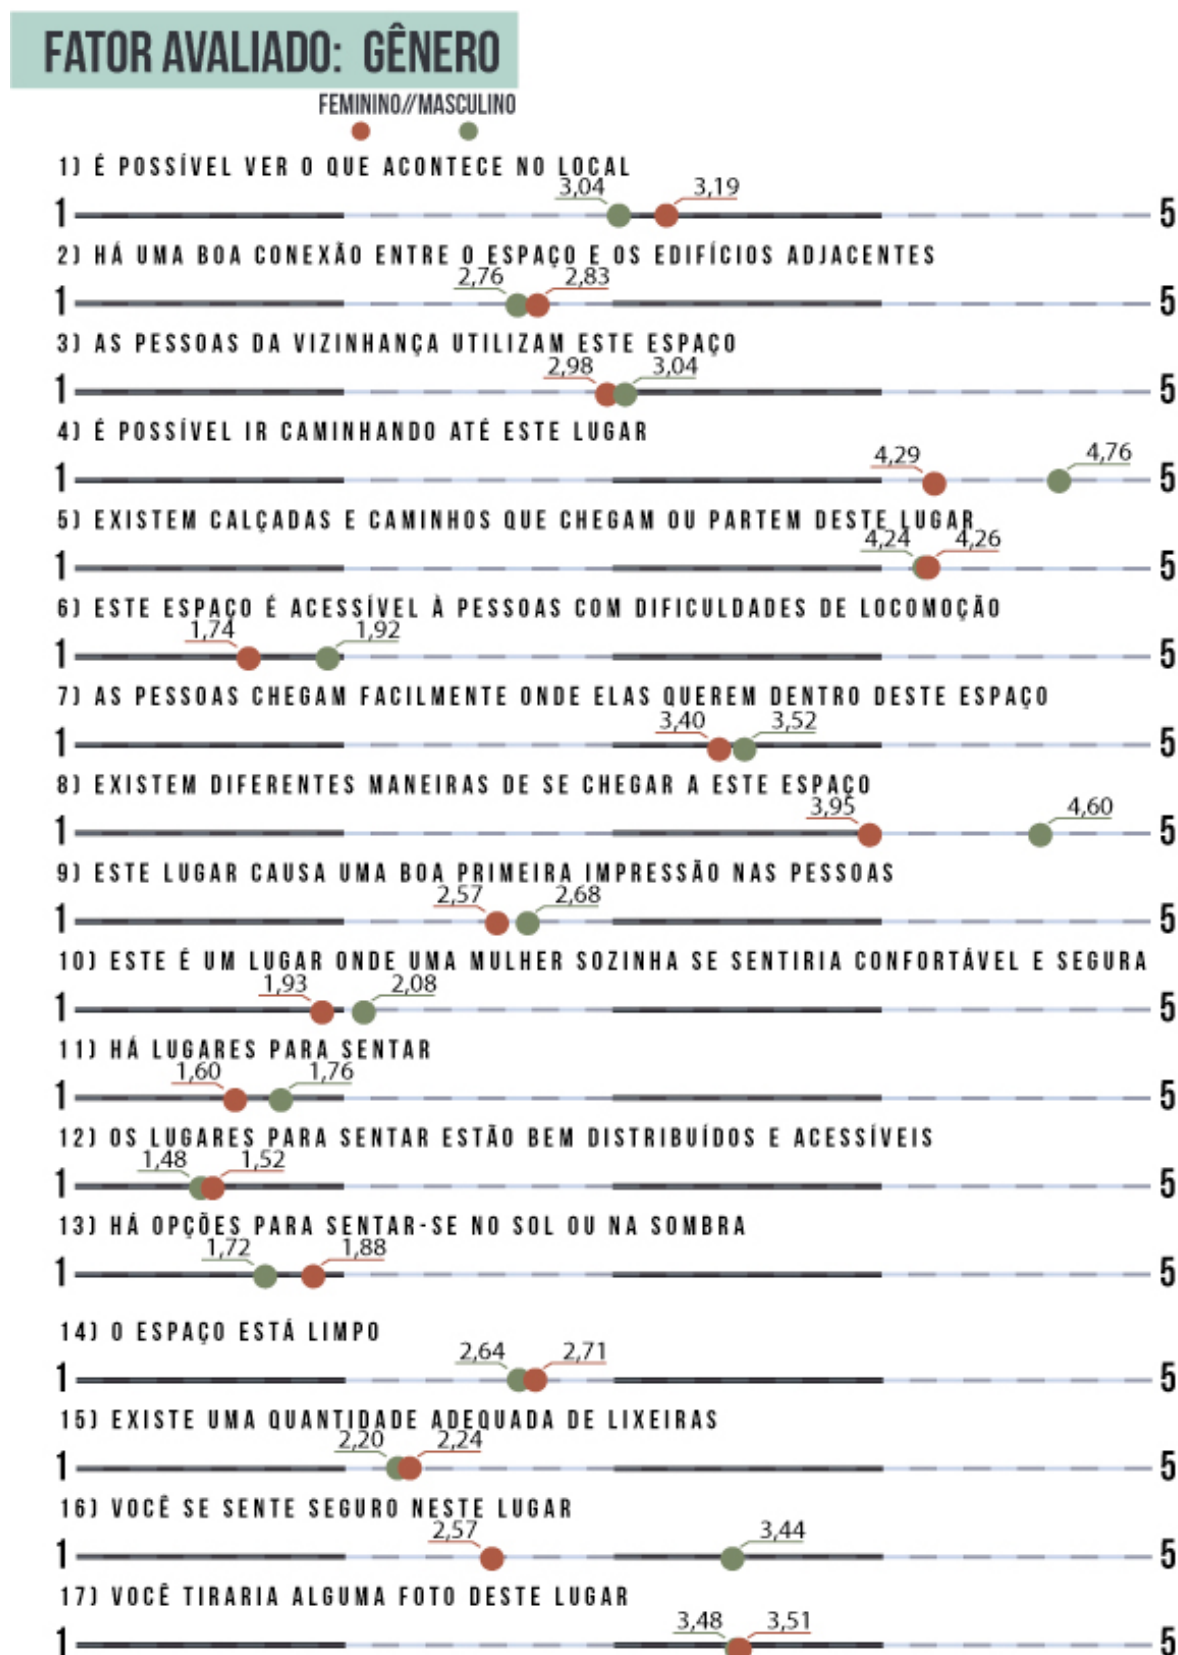 FATOR AVALIADO: GÊNERO
FEMININO//MASCULINO
1) É POSSÍVEL VER O QUE ACONTECE NO LOCAL
3,04 3,19
1 5
2) HÁ UMA BOA CONEXÃO ENTRE O ESPAÇO E OS EDIFÍCIOS ADJACENTES
2,76 2,83
1 5
3) AS PESSOAS DA VIZINHANÇA UTILIZAM ESTE ESPAÇO
2,98 3,04
1 5
4) É POSSÍVEL IR CAMINHANDO ATÉ ESTE LUGAR
4,29 4,76
1 5
5) EXISTEM CALÇADAS E CAMINHOS QUE CHEGAM OU PARTEM DESTE LUGAR
4,24 4,26
1 5
6) ESTE ESPAÇO É ACESSÍVEL À PESSOAS COM DIFICULDADES DE LOCOMOÇÃO
1,74 1,92
1 5
7) AS PESSOAS CHEGAM FACILMENTE ONDE ELAS QUEREM DENTRO DESTE ESPAÇO
3,40 3,52
1 5
8) EXISTEM DIFERENTES MANEIRAS DE SE CHEGAR A ESTE ESPAÇO
3,95 4,60
1 5
9) ESTE LUGAR CAUSA UMA BOA PRIMEIRA IMPRESSÃO NAS PESSOAS
2,57 2,68
1 5
10) ESTE É UM LUGAR ONDE UMA MULHER SOZINHA SE SENTIRIA CONFORTÁVEL E SEGURA
1,93 2,08
1 5
11) HÁ LUGARES PARA SENTAR
1,60 1,76
1 5
12) OS LUGARES PARA SENTAR ESTÃO BEM DISTRIBUÍDOS E ACESSÍVEIS
1,48 1,52
1 5
13) HÁ OPÇÕES PARA SENTAR-SE NO SOL OU NA SOMBRA
1,72 1,88
1 5
14) O ESPAÇO ESTÁ LIMPO
2,64 2,71
1 5
15) EXISTE UMA QUANTIDADE ADEQUADA DE LIXEIRAS
2,20 2,24
1 5
16) VOCÊ SE SENTE SEGURO NESTE LUGAR
2,57 3,44
1 5
17) VOCÊ TIRARIA ALGUMA FOTO DESTE LUGAR
3,48 3,51
1 5